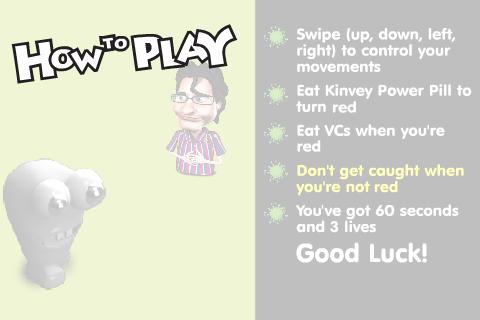 How To Play
Swipe (up, down, left,
right) to control your
movements
Eat Kinvey Power Pill to
turn red
Eat VCs when you're
red
Don't get caught when
you're not red
You've got 60 seconds
and 3 lives
Good Luck!